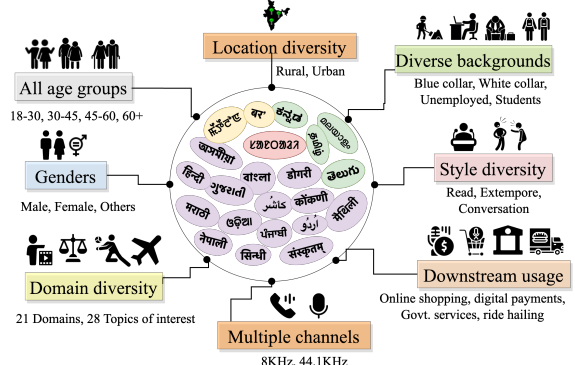 Location diversity
Rural, Urban
Diverse backgrounds
Blue collar, White collar,
Unemployed, Students
All age groups
18-30, 30-45, 45-60, 60+
बर'
ಕನ್ನಡ
தமிழ்
മലയാളം
অসমীয়া
తెలుగు
हिन्दी
ગુજરાતી
বাংলা
डोगरी
मराठी
ଓଡ଼ିଆ
कोंकणी
मैथिली
नेपाली
ਪੰਜਾਬੀ
اُردُو
सिन्धी
संस्कृतम्
Genders
Male, Female, Others
Style diversity
Read, Extempore,
Conversation
Domain diversity
21 Domains, 28 Topics of interest
Downstream usage
Online shopping, digital payments,
Govt. services, ride hailing
Multiple channels
8KHz, 44.1KHz